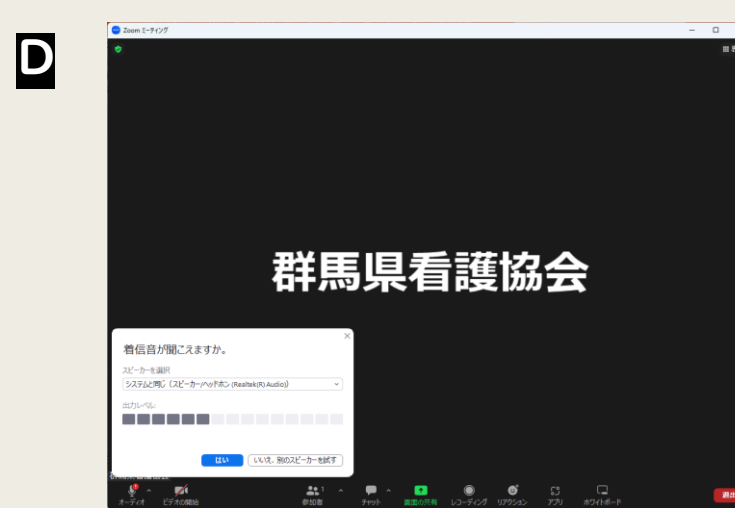 D
Zoom ミーティング
群馬県看護協会
着信音が聞こえますか。
スピーカーを選択
システムと同じ (スピーカー/ヘッドホン (Realtek(R) Audio))
出力レベル:
はい
いいえ、別のスピーカーを試す
オーディオ
ビデオの開始
1
参加者
チャット
画面の共有
レコーディング
リアクション
アプリ
ホワイトボード